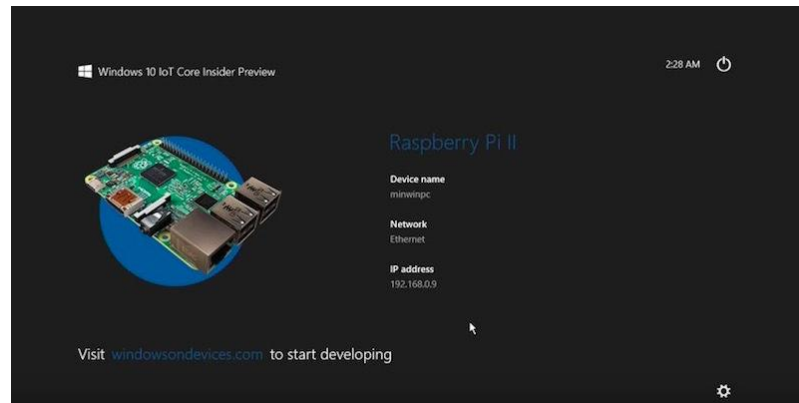 Windows 10 IoT Core Insider Preview
2:28 AM
Raspberry Pi II
Device name
minwinpc
Network
Ethernet
IP address
192.168.0.9
Visit windowsondevices.com to start developing